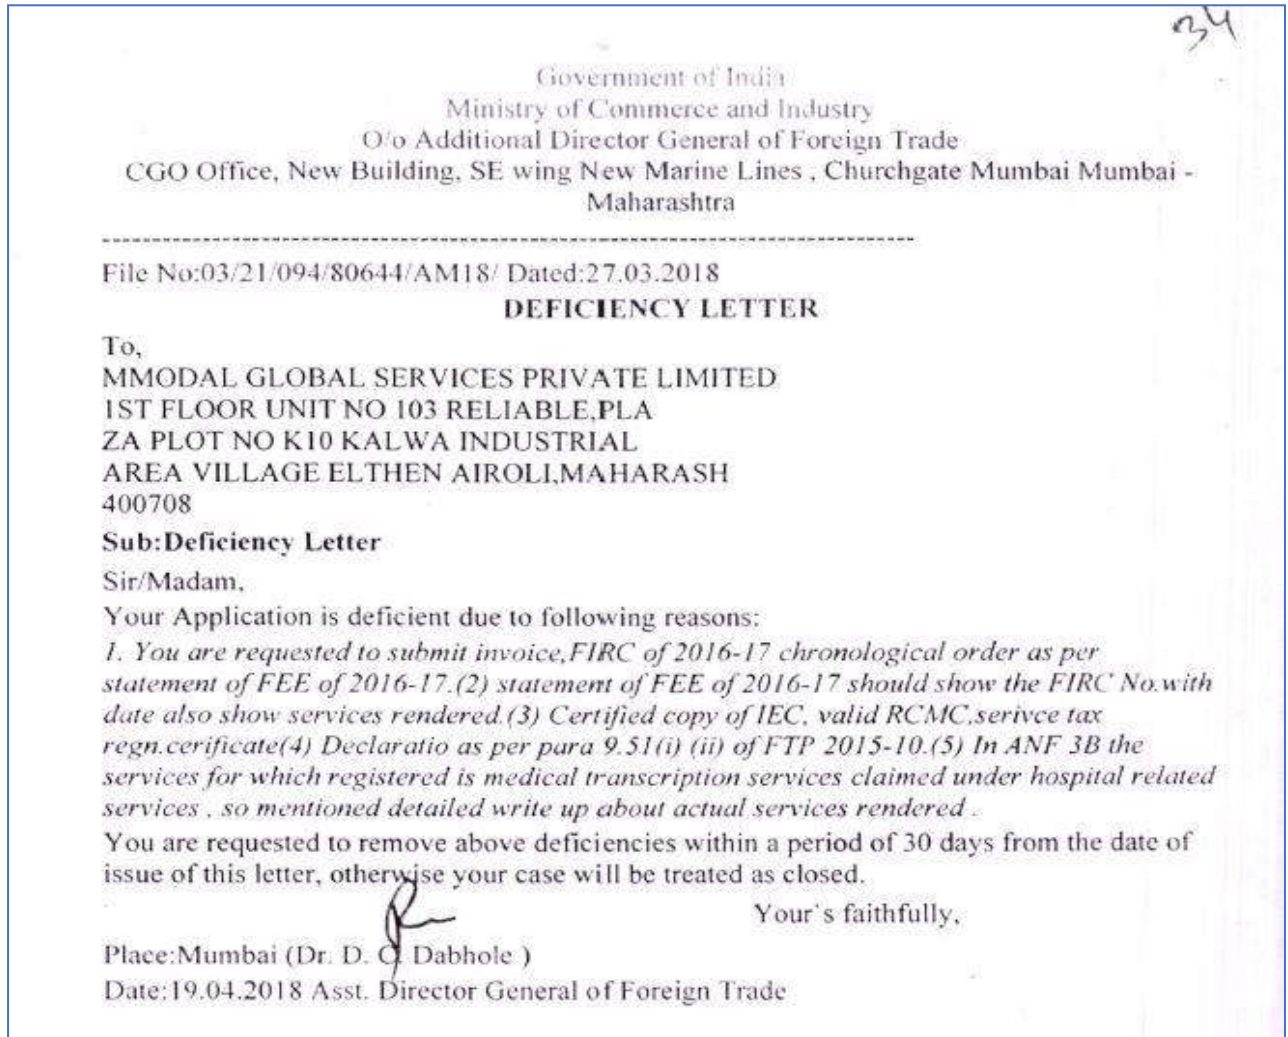 34
Government of India
Ministry of Commerce and Industry
O/o Additional Director General of Foreign Trade
CGO Office, New Building, SE wing New Marine Lines , Churchgate Mumbai Mumbai -
Maharashtra
--------------------------------------------------------------------------------
File No:03/21/094/80644/AM18/ Dated:27.03.2018
DEFICIENCY LETTER
To,
MMODAL GLOBAL SERVICES PRIVATE LIMITED
1ST FLOOR UNIT NO 103 RELIABLE,PLA
ZA PLOT NO K10 KALWA INDUSTRIAL
AREA VILLAGE ELTHEN AIROLI,MAHARASH
400708
Sub:Deficiency Letter
Sir/Madam,
Your Application is deficient due to following reasons:
1. You are requested to submit invoice,FIRC of 2016-17 chronological order as per
statement of FEE of 2016-17.(2) statement of FEE of 2016-17 should show the FIRC No.with
date also show services rendered.(3) Certified copy of IEC, valid RCMC,serivce tax
regn.cerificate(4) Declaratio as per para 9.51(i) (ii) of FTP 2015-10.(5) In ANF 3B the
services for which registered is medical transcription services claimed under hospital related
services , so mentioned detailed write up about actual services rendered .
You are requested to remove above deficiencies within a period of 30 days from the date of
issue of this letter, otherwise your case will be treated as closed.
Your`s faithfully,
Place:Mumbai (Dr. D. Dabhole )
Date:19.04.2018 Asst. Director General of Foreign Trade